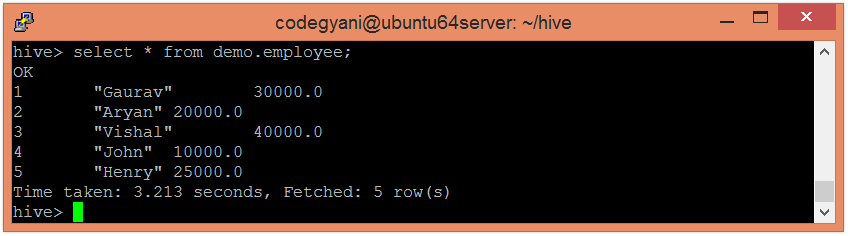 codegyani@ubuntu64server: ~/hive
hive> select * from demo.employee;
OK
1       "Gaurav"        30000.0
2       "Aryan" 20000.0
3       "Vishal"        40000.0
4       "John"  10000.0
5       "Henry" 25000.0
Time taken: 3.213 seconds, Fetched: 5 row(s)
hive>